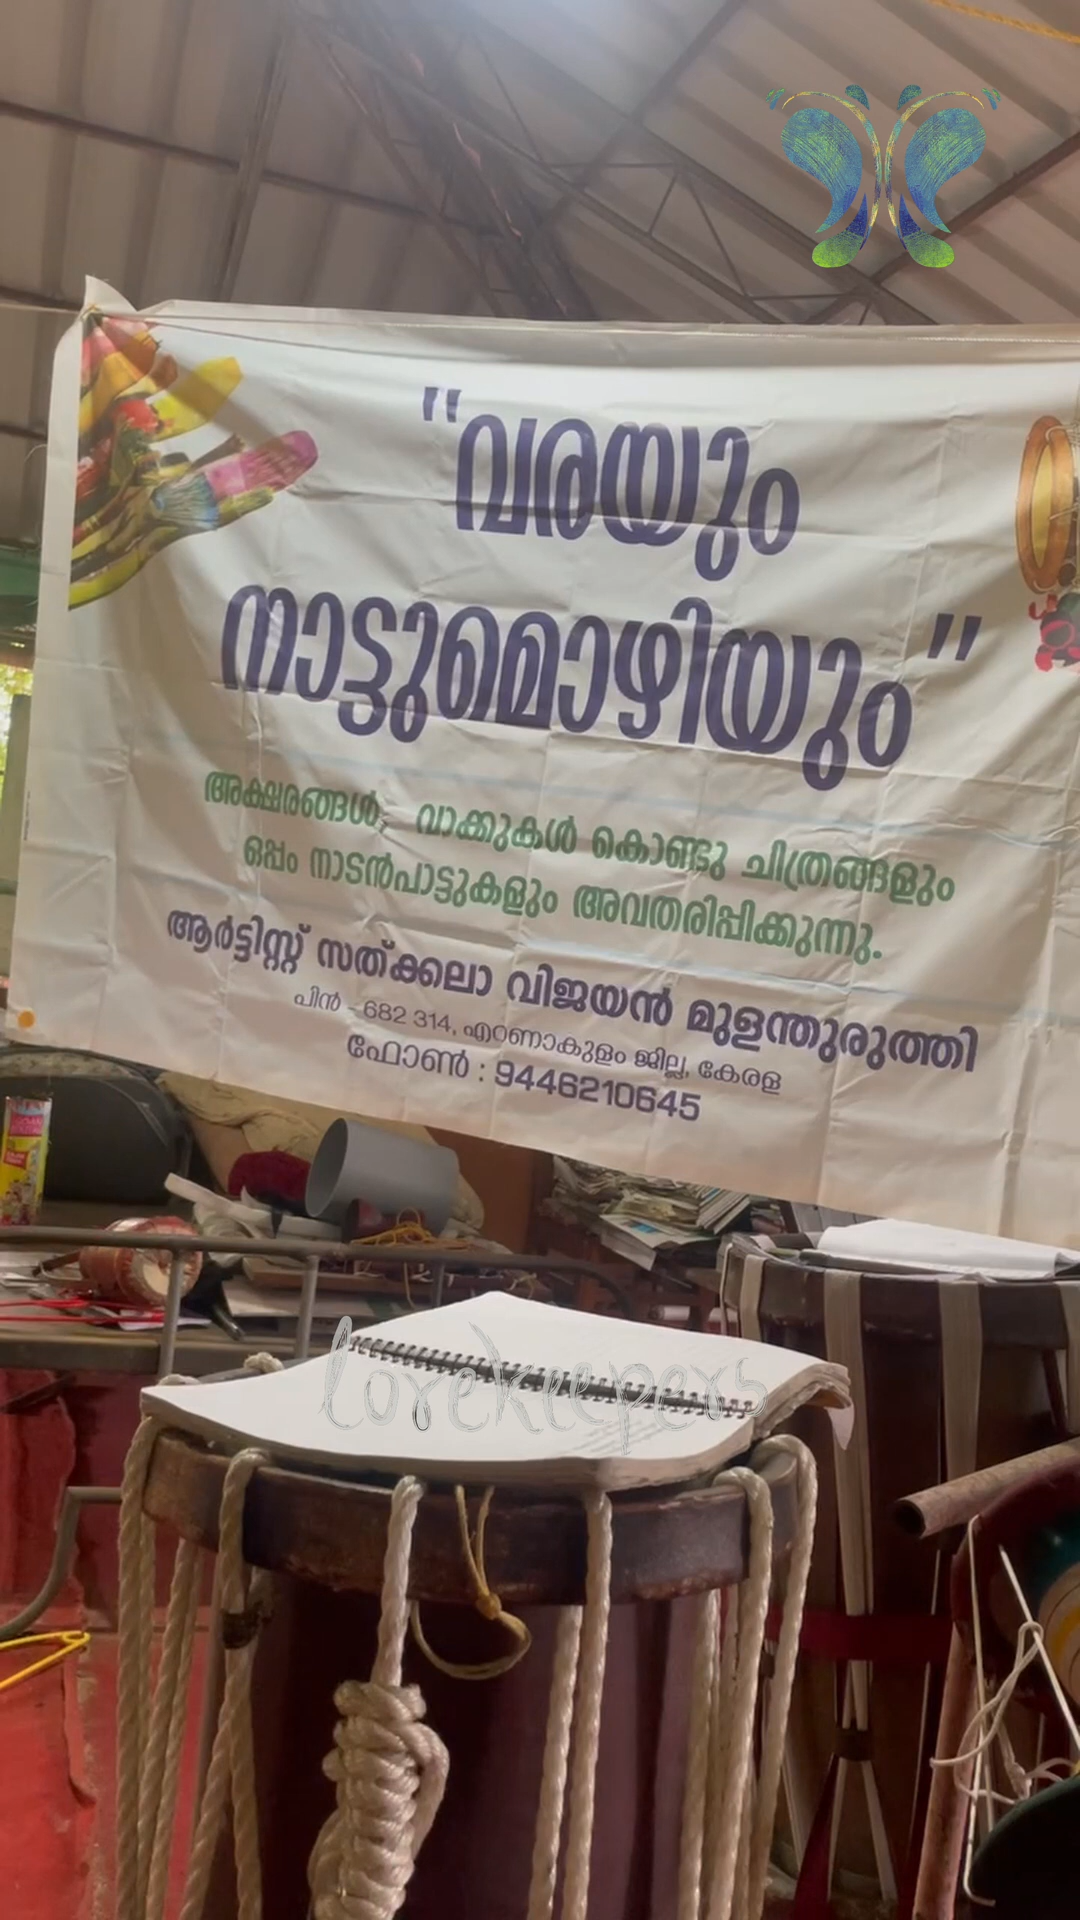 "വരയും
നാട്ടുമൊഴിയും"
അക്ഷരങ്ങൾ, വാക്കുകൾ കൊണ്ടു ചിത്രങ്ങളും
ഒപ്പം നാടൻപാട്ടുകളും അവതരിപ്പിക്കുന്നു.
ആർട്ടിസ്റ്റ് സത്ക്കലാ വിജയൻ മുളന്തുരുത്തി
പിൻ - 682 314, എറണാകുളം ജില്ല, കേരള
ഫോൺ : 9446210645
lorekeepers